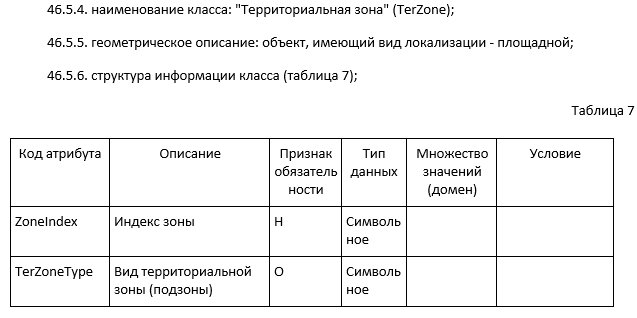 46.5.4. наименование класса: "Территориальная зона" (TerZone);
46.5.5. геометрическое описание: объект, имеющий вид локализации - площадной;
46.5.6. структура информации класса (таблица 7);
Таблица 7
Код атрибута Описание Признак обязатель ности Тип данных Множество значений (домен) Условие
ZoneIndex Индекс зоны Н Символь ное
TerZoneType Вид территориальной зоны (подзоны) О Символь ное